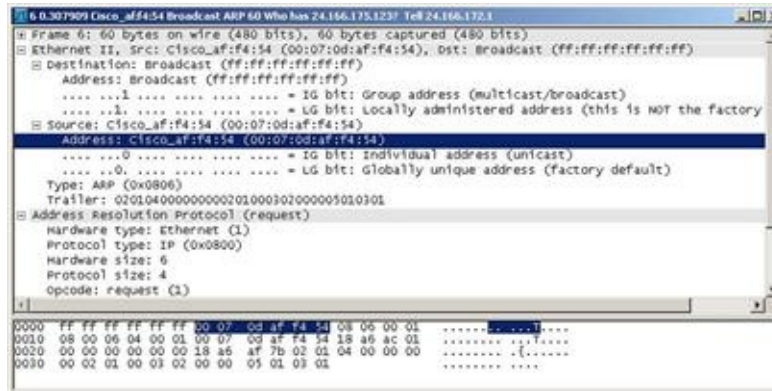 6 0.307909 Cisco_af:f4:54 Broadcast ARP 60 Who has 24.166.175.123? Tell 24.166.172.1
Frame 6: 60 bytes on wire (480 bits), 60 bytes captured (480 bits)
Ethernet II, Src: Cisco_af:f4:54 (00:07:0d:af:f4:54), Dst: Broadcast (ff:ff:ff:ff:ff:ff)
Destination: Broadcast (ff:ff:ff:ff:ff:ff)
Address: Broadcast (ff:ff:ff:ff:ff:ff)
.... ...1 .... .... .... .... = IG bit: Group address (multicast/broadcast)
.... ..1. .... .... .... .... = LG bit: Locally administered address (this is NOT the factory
Source: Cisco_af:f4:54 (00:07:0d:af:f4:54)
Address: Cisco_af:f4:54 (00:07:0d:af:f4:54)
.... ...0 .... .... .... .... = IG bit: Individual address (unicast)
.... ..0. .... .... .... .... = LG bit: Globally unique address (factory default)
Type: ARP (0x0806)
Trailer: 020104000000000201000302000005010301
Address Resolution Protocol (request)
Hardware type: Ethernet (1)
Protocol type: IP (0x0800)
Hardware size: 6
Protocol size: 4
Opcode: request (1)
0000 ff ff ff ff ff ff 00 07 0d af f4 54 08 06 00 01 ........ ...T....
0010 08 00 06 04 00 01 00 07 0d af f4 54 18 a6 ac 01 ........ ...T....
0020 00 00 00 00 00 00 18 a6 af 7b 02 01 04 00 00 00 ........ .{......
0030 00 02 01 00 03 02 00 00 05 01 03 01 ........ ....